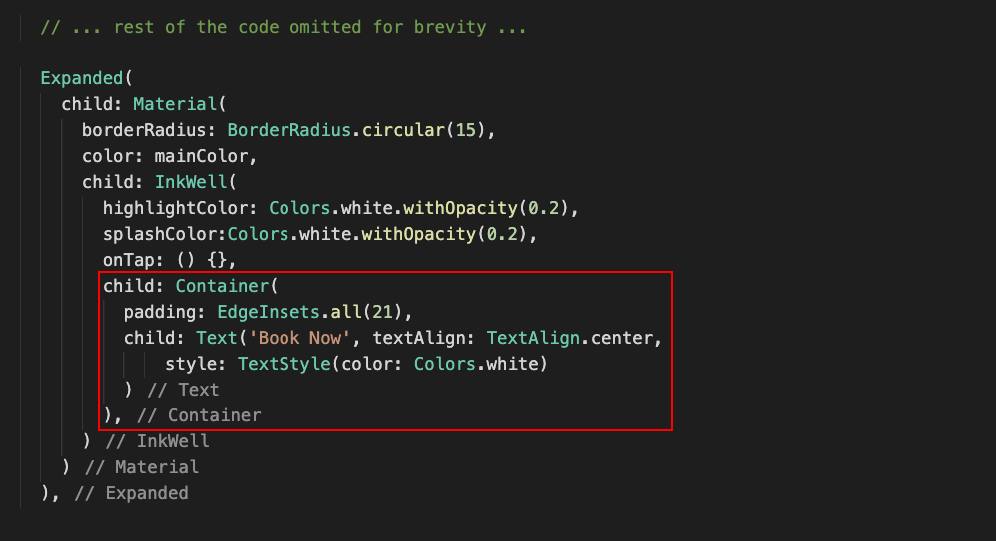 // ... rest of the code omitted for brevity ...
Expanded(
child: Material(
borderRadius: BorderRadius.circular(15),
color: mainColor,
child: InkWell(
highlightColor: Colors.white.withOpacity(0.2),
splashColor:Colors.white.withOpacity(0.2),
onTap: () {},
child: Container(
padding: EdgeInsets.all(21),
child: Text('Book Now', textAlign: TextAlign.center,
style: TextStyle(color: Colors.white)
) // Text
), // Container
) // InkWell
) // Material
), // Expanded